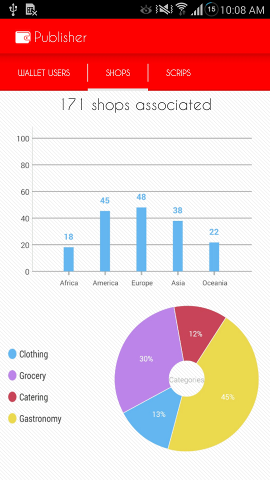 15 10:08 AM
Publisher
WALLET USERS SHOPS SCRIPS
171 shops associated
100
80
60
40
20
0
18 45 48 38 22
Africa America Europe Asia Oceania
Clothing
Grocery
Catering
Gastronomy
12%
30%
Categories
45%
13%